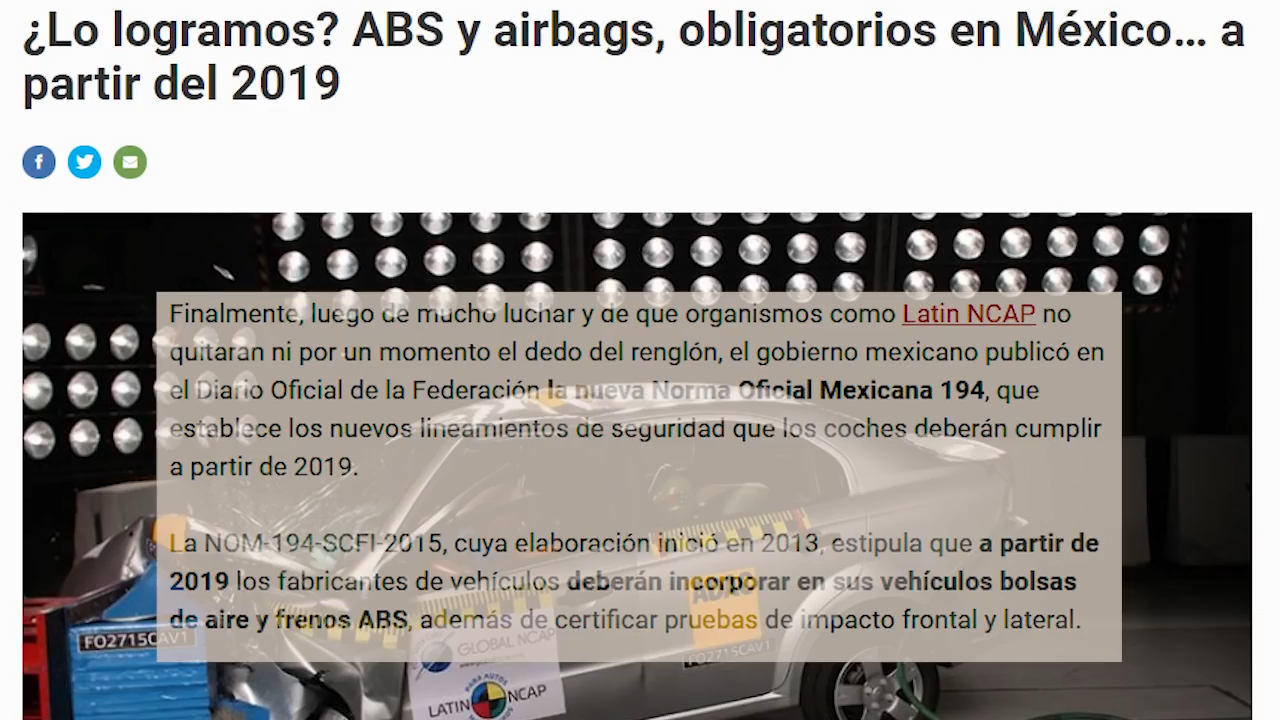 ¿Lo logramos? ABS y airbags, obligatorios en México... a
partir del 2019
Finalmente, luego de mucho luchar y de que organismos como Latin NCAP no
quitaran ni por un momento el dedo del renglón, el gobierno mexicano publicó en
el Diario Oficial de la Federación la nueva Norma Oficial Mexicana 194, que
establece los nuevos lineamientos de seguridad que los coches deberán cumplir
a partir de 2019.
La NOM-194-SCFI-2015, cuya elaboración inició en 2013, estipula que a partir de
2019 los fabricantes de vehículos deberán incorporar en sus vehículos bolsas
de aire y frenos ABS, además de certificar pruebas de impacto frontal y lateral.
ADAC
FO2715CAV1
GLOBAL NCAP
FO2715CAV1
PARA AUTOS
LATIN NCAP